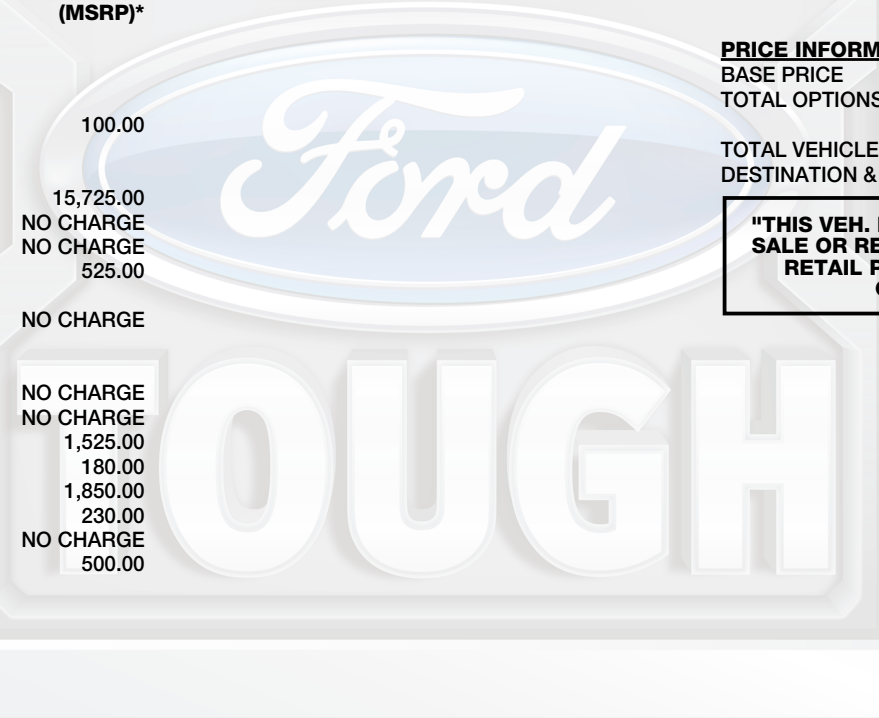 (MSRP)*
100.00
15,725.00
NO CHARGE
NO CHARGE
525.00
NO CHARGE
NO CHARGE
NO CHARGE
1,525.00
180.00
1,850.00
230.00
NO CHARGE
500.00
PRICE
BASE PRICE
TOTAL OPTIONS
TOTAL VEHICLE
DESTINATION &
"THIS VEH.
SALE OR
RETAIL
Ford
TOUGH